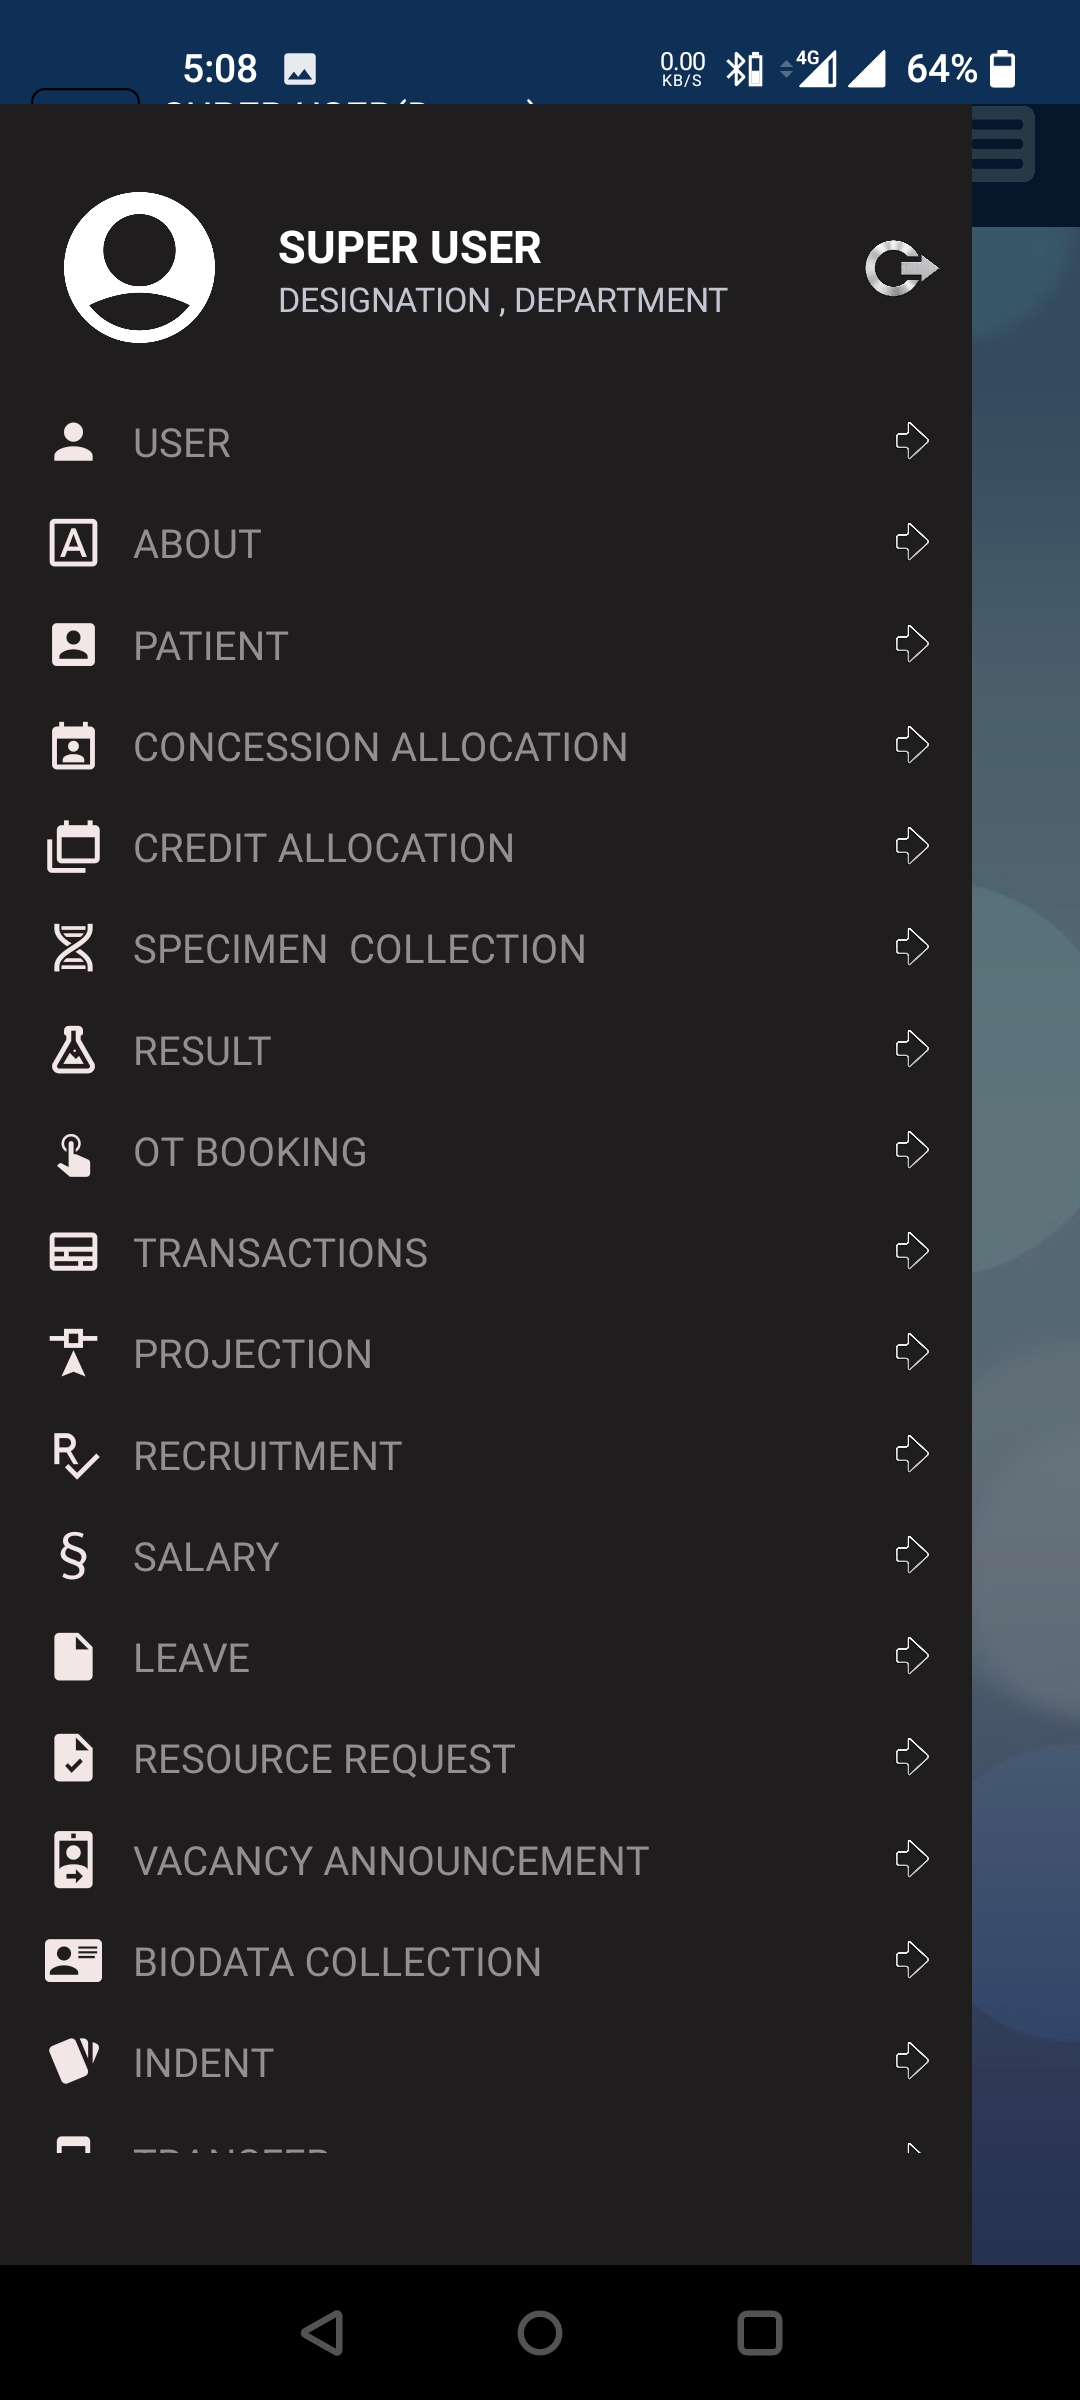 5:08 0.00 KB/S 4G 64%
SUPER USER
DESIGNATION , DEPARTMENT
USER
ABOUT
PATIENT
CONCESSION ALLOCATION
CREDIT ALLOCATION
SPECIMEN  COLLECTION
RESULT
OT BOOKING
TRANSACTIONS
PROJECTION
RECRUITMENT
SALARY
LEAVE
RESOURCE REQUEST
VACANCY ANNOUNCEMENT
BIODATA COLLECTION
INDENT
TRANSFER